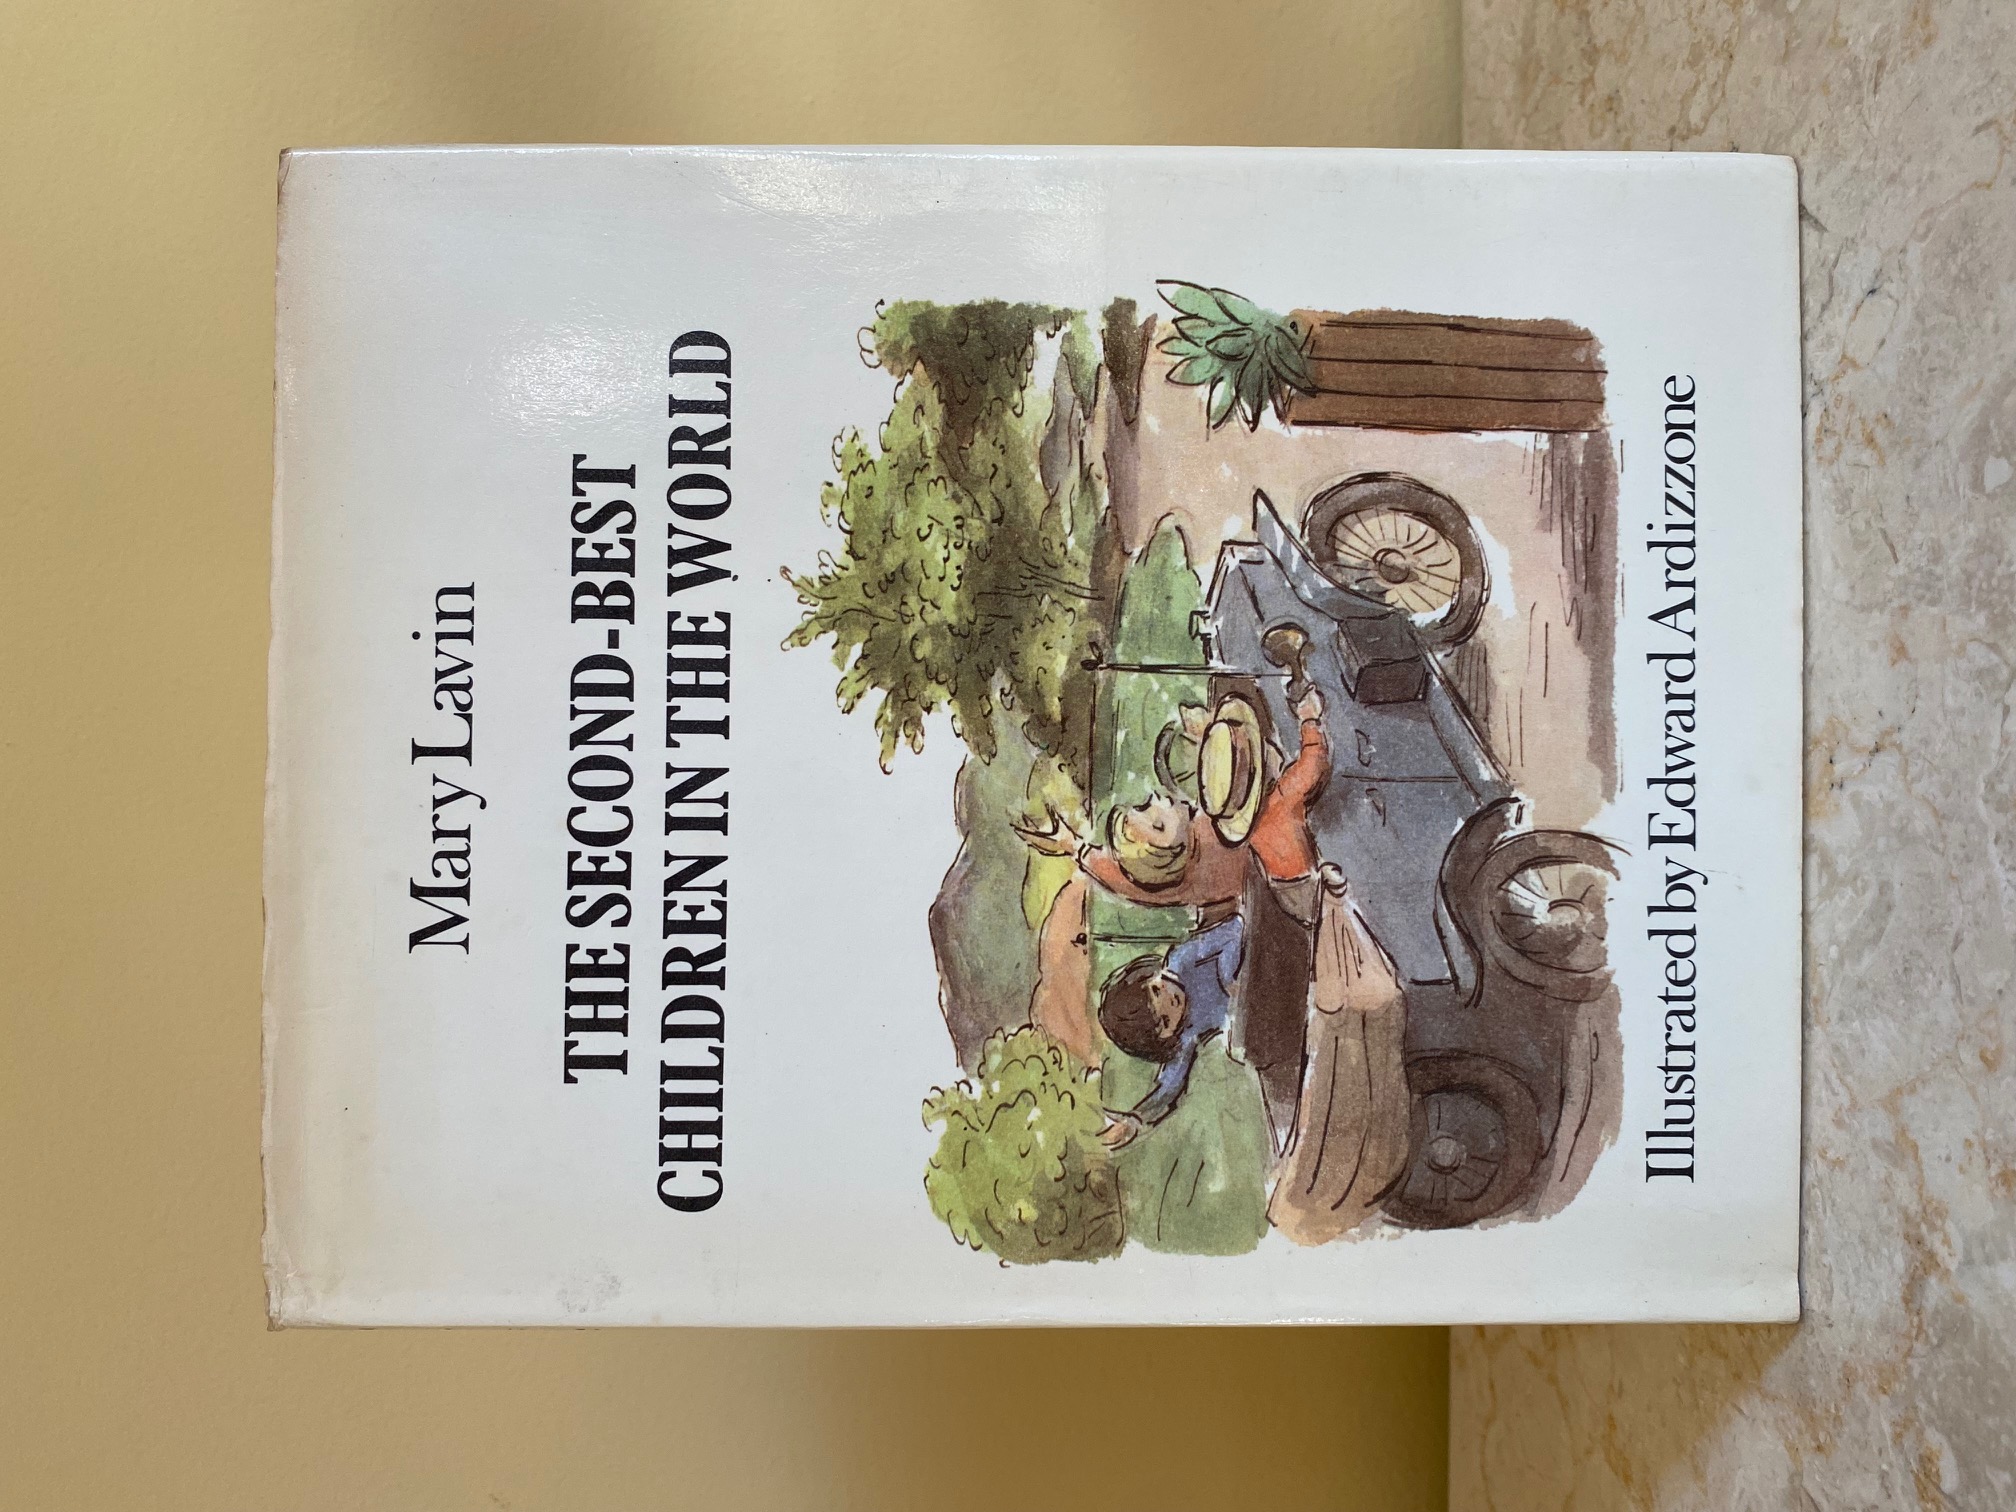 Mary Lavin
THE SECOND-BEST
CHILDREN IN THE WORLD
Illustrated by Edward Ardizzone